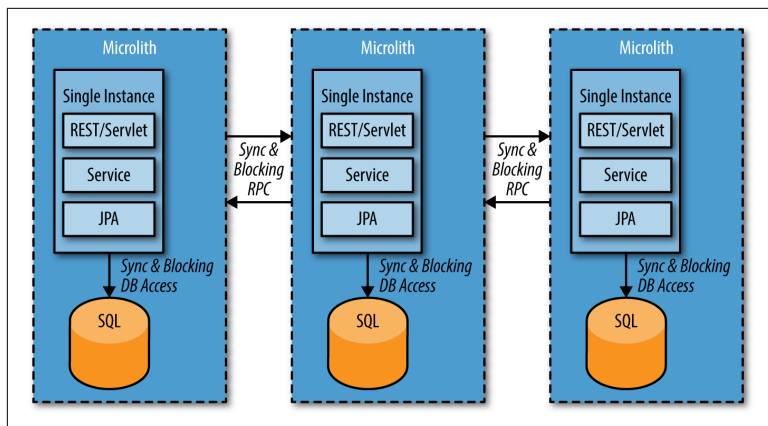 Microlith
Single Instance
REST/Servlet
Service
JPA
Sync & Blocking
DB Access
SQL
Sync &
Blocking
RPC
Microlith
Single Instance
REST/Servlet
Service
JPA
Sync & Blocking
DB Access
SQL
Sync &
Blocking
RPC
Microlith
Single Instance
REST/Servlet
Service
JPA
Sync & Blocking
DB Access
SQL